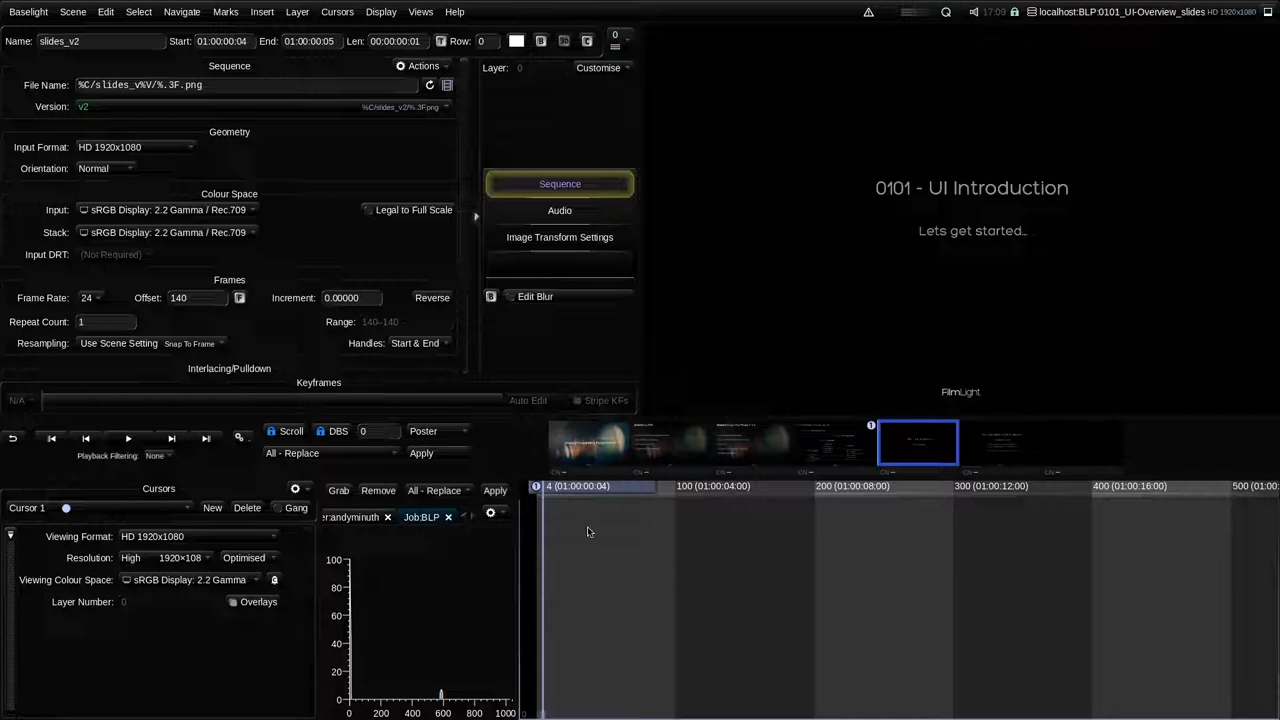 Baselight Scene Edit Select Navigate Marks Insert Layer Cursors Display Views Help 17:09 localhost:BLP:0101_UI-Overview_slides HD 1920x1080
Name: slides_v2 Start: 01:00:00:04 End: 01:00:00:05 Len: 00:00:00:01 T Row: 0 B C 0
Sequence Actions
Layer: 0 Customise
File Name: %C/slides_v%V/%.3F.png
Version: v2 %C/slides_v2/%.3F.png
Geometry
Input Format: HD 1920x1080
Orientation: Normal
Sequence
0101 - UI Introduction
Colour Space
Input: sRGB Display: 2.2 Gamma / Rec.709 Legal to Full Scale
Audio
Stack: sRGB Display: 2.2 Gamma / Rec.709
Image Transform Settings
Lets get started...
Input DRT: (Not Required)
Frames
Frame Rate: 24 Offset: 140 F Increment: 0.00000 Reverse
B Edit Blur
Repeat Count: 1 Range: 140–140
Resampling: Use Scene Setting Snap To Frame Handles: Start & End
Interlacing/Pulldown
Keyframes
N/A Auto Edit Stripe KFs
FilmLight
Scroll DBS 0 Poster
Playback Filtering: None All - Replace Apply
Cursors
Grab Remove All - Replace Apply
1 4 (01:00:00:04) 100 (01:00:04:00) 200 (01:00:08:00) 300 (01:00:12:00) 400 (01:00:16:00) 500 (01:00:
Cursor 1 New Delete Gang
r:andyminuth Job:BLP
Viewing Format: HD 1920x1080
Resolution: High 1920×108 Optimised
Viewing Colour Space: sRGB Display: 2.2 Gamma
Layer Number: 0 Overlays
100
80
60
40
20
0
0 200 400 600 800 1000